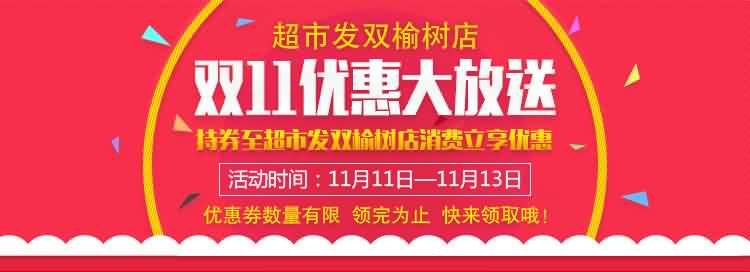 超市发双榆树店
双11优惠大放送
持券至超市发双榆树店消费立享优惠
活动时间：11月11日—11月13日
优惠券数量有限 领完为止 快来领取哦!